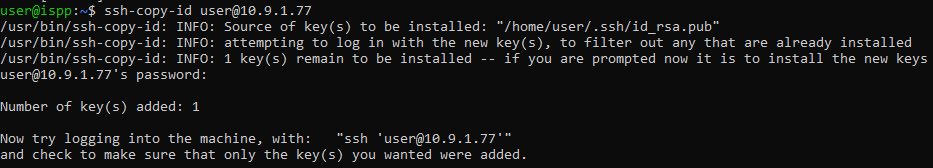 user@ispp:~$ ssh-copy-id user@10.9.1.77
/usr/bin/ssh-copy-id: INFO: Source of key(s) to be installed: "/home/user/.ssh/id_rsa.pub"
/usr/bin/ssh-copy-id: INFO: attempting to log in with the new key(s), to filter out any that are already installed
/usr/bin/ssh-copy-id: INFO: 1 key(s) remain to be installed -- if you are prompted now it is to install the new keys
user@10.9.1.77's password:
Number of key(s) added: 1
Now try logging into the machine, with:   "ssh 'user@10.9.1.77'"
and check to make sure that only the key(s) you wanted were added.